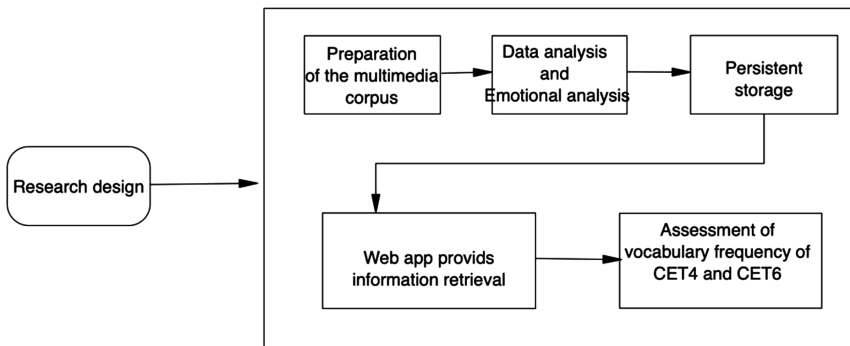 Research design
Preparation
of the multimedia
corpus
Data analysis
and
Emotional analysis
Persistent
storage
Web app provids
information retrieval
Assessment of
vocabulary frequency of
CET4 and CET6